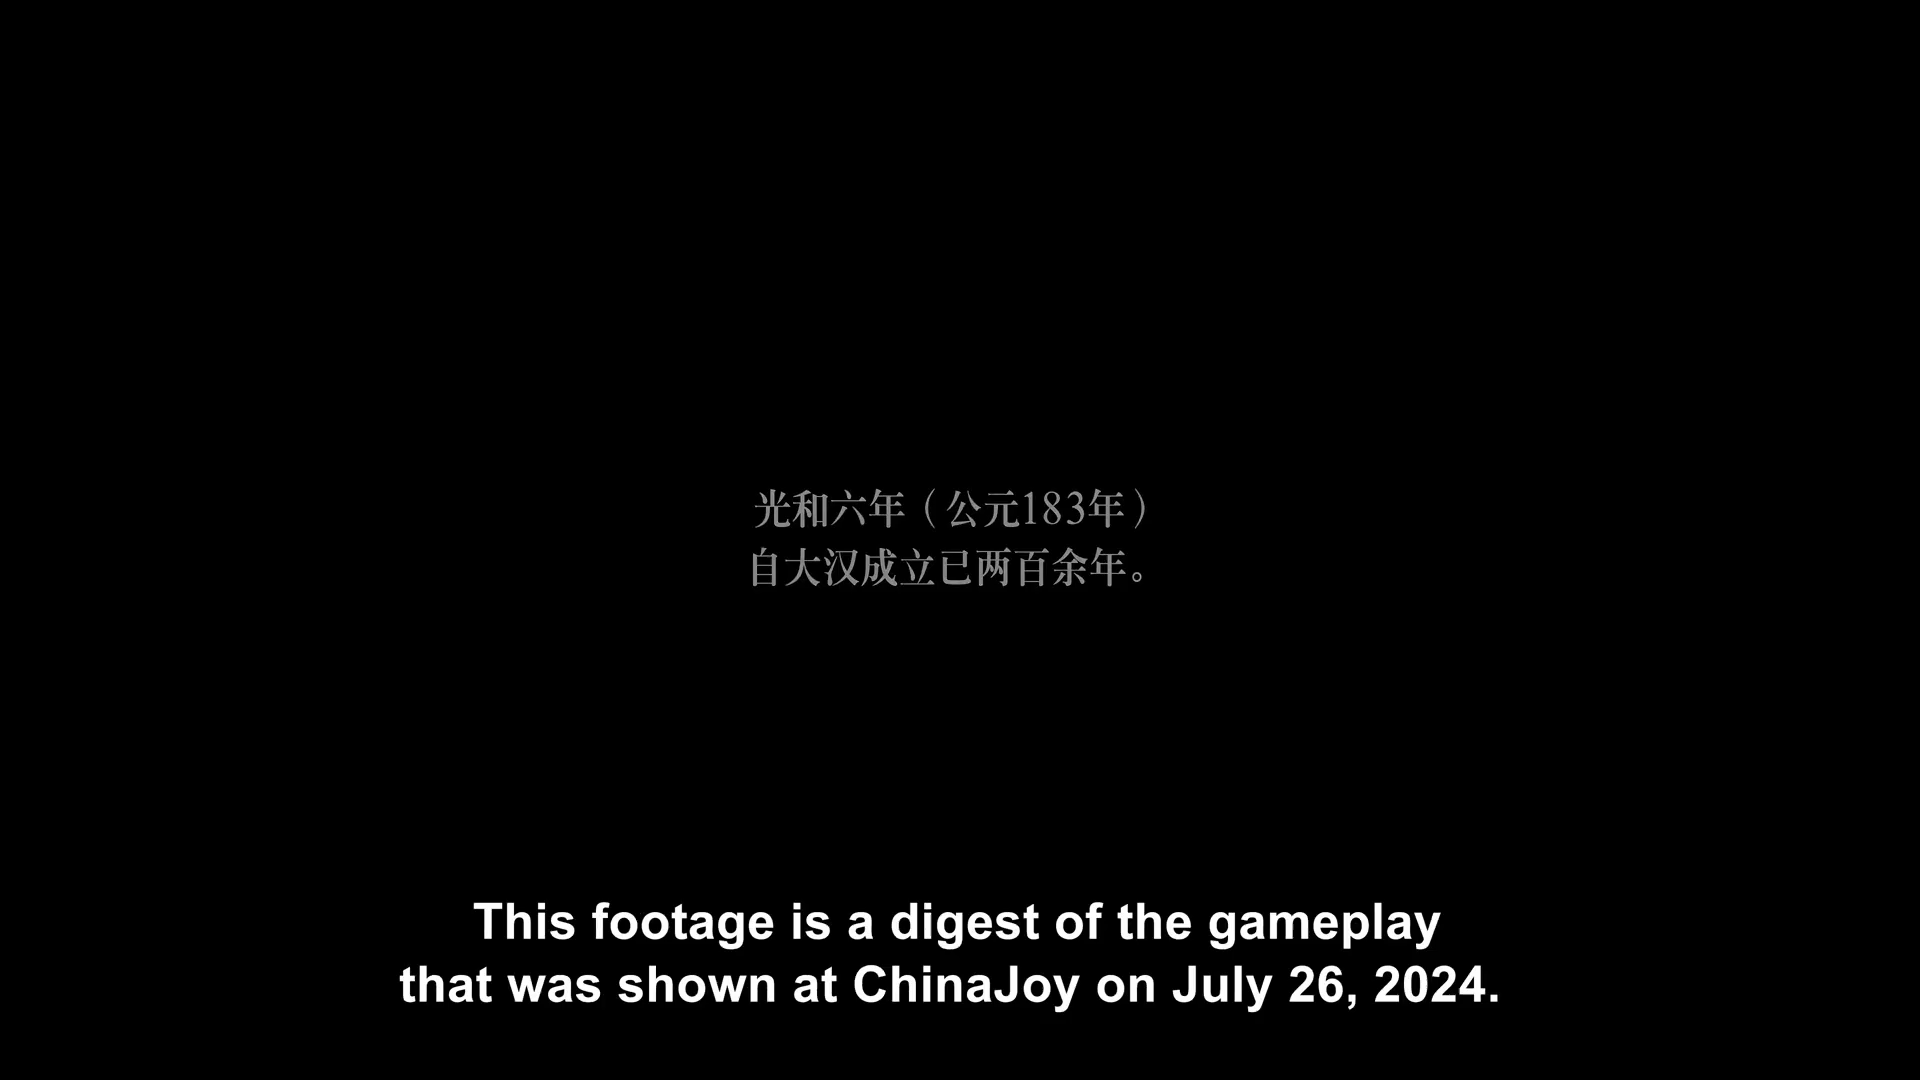 光和六年（公元183年）
自大汉成立已两百余年。
This footage is a digest of the gameplay
that was shown at ChinaJoy on July 26, 2024.